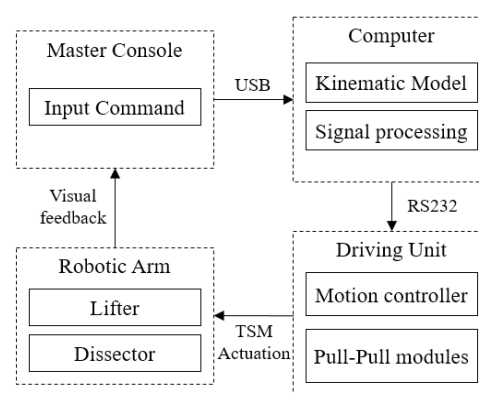 Master Console
Input Command
USB
Computer
Kinematic Model
Signal processing
RS232
Driving Unit
Motion controller
Pull-Pull modules
TSM
Actuation
Robotic Arm
Lifter
Dissector
Visual
feedback